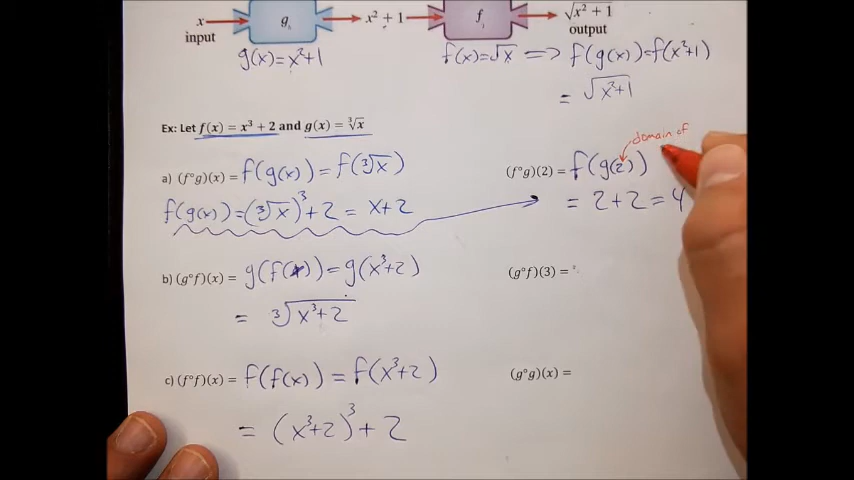 x input g x² + 1 f √x² + 1 output
g(x)=x²+1 f(x)=√x ⟹ f(g(x))=f(x²+1)
= √x²+1
Ex: Let f(x) = x³ + 2 and g(x) = ∛x
domain of
a) (f°g)(x) = f(g(x)) = f(∛x) (f°g)(2) = f(g(2))
f(g(x)) = (∛x)³ + 2 = x+2 = 2+2 = 4
b) (g°f)(x) = g(f(x)) = g(x³+2) (g°f)(3) =
= ∛x³+2
c) (f°f)(x) = f(f(x)) = f(x³+2) (g°g)(x) =
= (x³+2)³ + 2